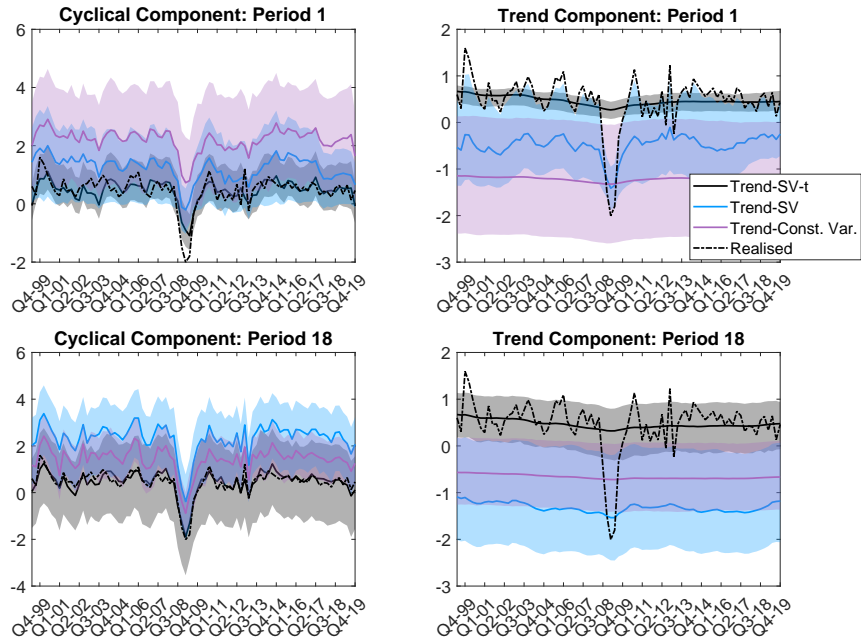 Cyclical Component: Period 1
6
4
2
0
-2
Q4-99
Q1-01
Q2-02
Q3-03
Q4-04
Q1-06
Q2-07
Q3-08
Q4-09
Q1-11
Q2-12
Q3-13
Q4-14
Q1-16
Q2-17
Q3-18
Q4-19
Trend Component: Period 1
2
1
0
-1
-2
-3
Q4-99
Q1-01
Q2-02
Q3-03
Q4-04
Q1-06
Q2-07
Q3-08
Q4-09
Q1-11
Q2-12
Q3-13
Q4-14
Q1-16
Q2-17
Q3-18
Q4-19
Trend-SV-t
Trend-SV
Trend-Const. Var.
Realised
Cyclical Component: Period 18
6
4
2
0
-2
-4
Q4-99
Q1-01
Q2-02
Q3-03
Q4-04
Q1-06
Q2-07
Q3-08
Q4-09
Q1-11
Q2-12
Q3-13
Q4-14
Q1-16
Q2-17
Q3-18
Q4-19
Trend Component: Period 18
2
1
0
-1
-2
-3
Q4-99
Q1-01
Q2-02
Q3-03
Q4-04
Q1-06
Q2-07
Q3-08
Q4-09
Q1-11
Q2-12
Q3-13
Q4-14
Q1-16
Q2-17
Q3-18
Q4-19